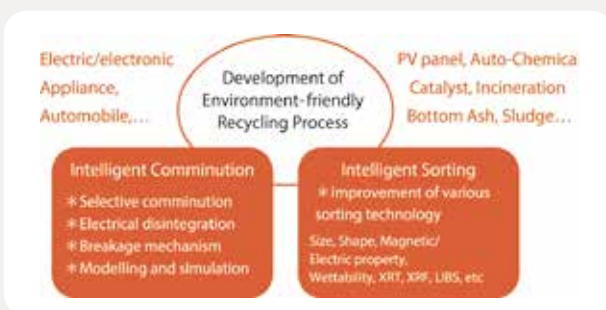 Electric/electronic
Appliance,
Automobile,...
Development of
Environment-friendly
Recycling Process
PV panel, Auto-Chemica
Catalyst, Incineration
Bottom Ash, Sludge...
Intelligent Comminution
*Selective comminution
*Electrical disintegration
*Breakage mechanism
*Modelling and simulation
Intelligent Sorting
*Improvement of various
sorting technology
Size, Shape, Magnetic/
Electric property,
Wettability, XRT, XRF, LIBS, etc